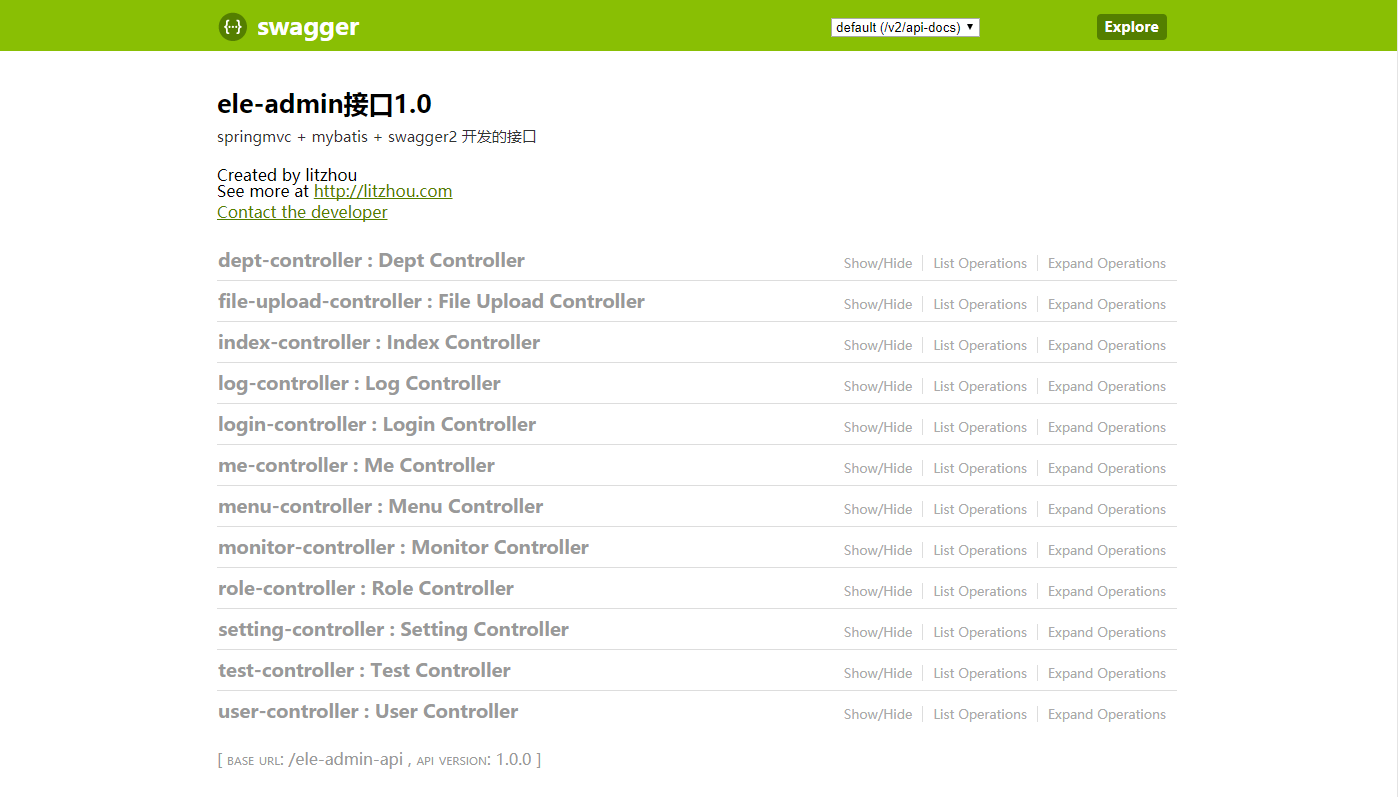 {··} swagger default (/v2/api-docs) Explore
ele-admin接口1.0
springmvc + mybatis + swagger2 开发的接口
Created by litzhou
See more at http://litzhou.com
Contact the developer
dept-controller : Dept Controller Show/Hide List Operations Expand Operations
file-upload-controller : File Upload Controller Show/Hide List Operations Expand Operations
index-controller : Index Controller Show/Hide List Operations Expand Operations
log-controller : Log Controller Show/Hide List Operations Expand Operations
login-controller : Login Controller Show/Hide List Operations Expand Operations
me-controller : Me Controller Show/Hide List Operations Expand Operations
menu-controller : Menu Controller Show/Hide List Operations Expand Operations
monitor-controller : Monitor Controller Show/Hide List Operations Expand Operations
role-controller : Role Controller Show/Hide List Operations Expand Operations
setting-controller : Setting Controller Show/Hide List Operations Expand Operations
test-controller : Test Controller Show/Hide List Operations Expand Operations
user-controller : User Controller Show/Hide List Operations Expand Operations
[ BASE URL: /ele-admin-api , API VERSION: 1.0.0 ]